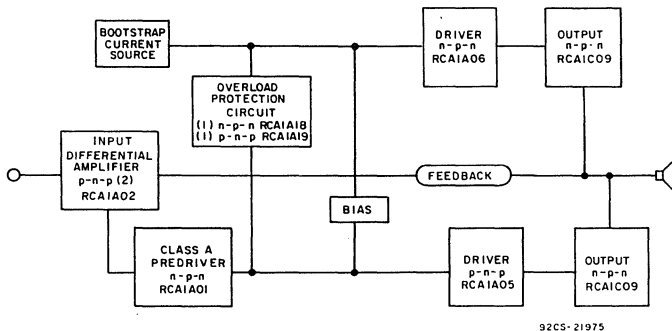 BOOTSTRAP
CURRENT
SOURCE
DRIVER
n-p-n
RCA1A06
OUTPUT
n-p-n
RCA1C09
OVERLOAD
PROTECTION
CIRCUIT
(1) n-p-n RCA1A18
(1) p-n-p RCA1A19
INPUT
DIFFERENTIAL
AMPLIFIER
p-n-p (2)
RCA1A02
FEEDBACK
BIAS
CLASS A
PREDRIVER
n-p-n
RCA1A01
DRIVER
p-n-p
RCA1A05
OUTPUT
n-p-n
RCA1C09
92CS-21975